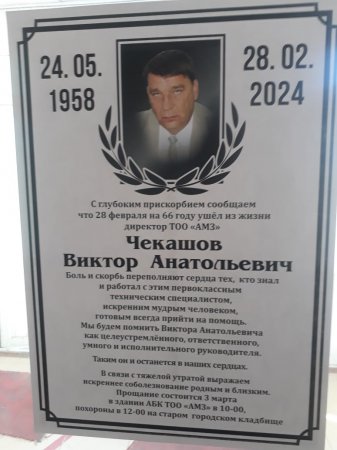 24. 05.
1958
28. 02.
2024
С глубоким прискорбием сообщаем
что 28 февраля на 66 году ушёл из жизни
директор ТОО «АМЗ»
Чекашов
Виктор Анатольевич
Боль и скорбь переполняют сердца тех, кто знал
и работал с этим первоклассным
техническим специалистом,
искренним мудрым человеком,
готовым всегда прийти на помощь.
Мы будем помнить Виктора Анатольевича
как целеустремлённого, ответственного,
умного и исполнительного руководителя.
Таким он и останется в наших сердцах.
В связи с тяжелой утратой выражаем
искреннее соболезнование родным и близким.
Прощание состоится 3 марта
в здании АБК ТОО «АМЗ» в 10-00,
похороны в 12-00 на старом городском кладбище